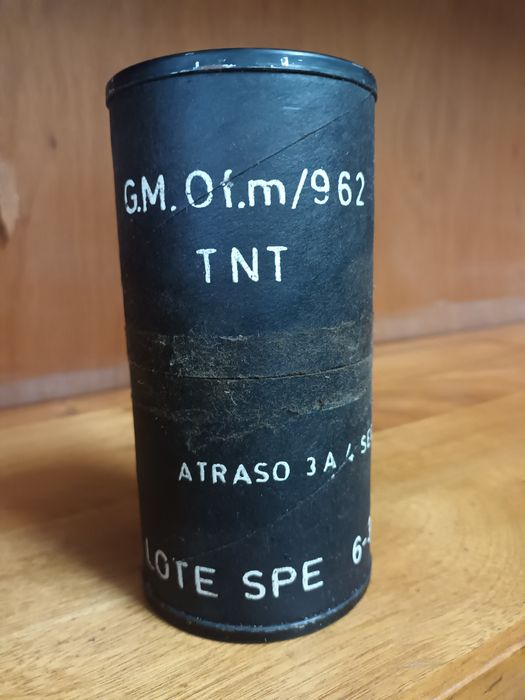 G.M. Of.m/962
TNT
ATRASO 3 A 4
LOTE SPE